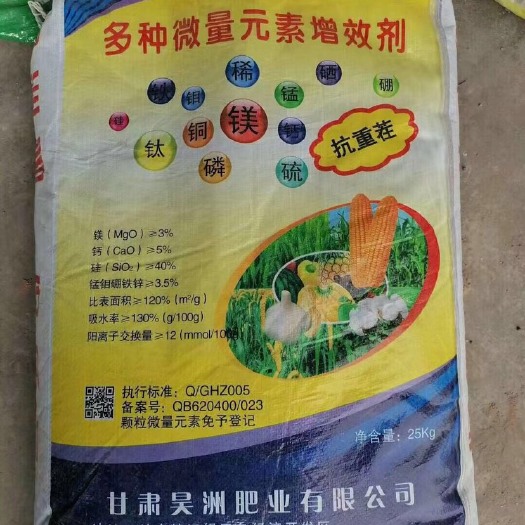 多种微量元素增效剂
稀
硒
硼
钬
钼
锰
硅
铜
镁
钙
钛
磷
硫
抗重茬
镁（MgO）≥3%
钙（CaO）≥5%
硅（SiO₂）≥40%
锰钼硼铁锌≥3.5%
比表面积≥120%（m²/g）
吸水率≥130%（g/100g）
阳离子交换量≥12（mmol/100g）
执行标准：Q/GHZ005
备案号：QB620400/023
颗粒微量元素免予登记
净含量：25Kg
甘肃昊洲肥业有限公司